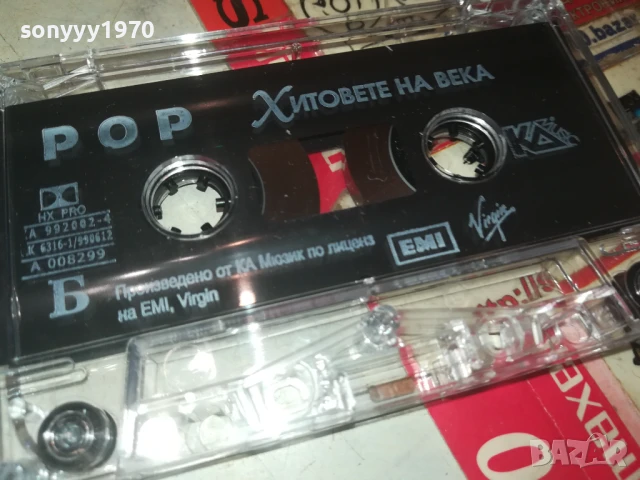 sonyyy1970
POP
ХИТОВЕТЕ НА ВЕКА
HX PRO
A 992002-4
K 6316-1/990612
A 008299
Б
Произведено от КА Мюзик по лиценз
на EMI, Virgin
EMI
Virgin
BAZAR